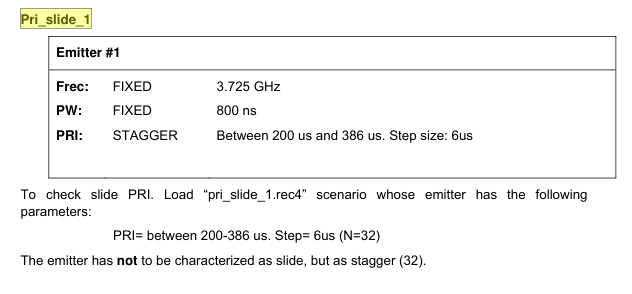 Pri_slide_1
Emitter #1
Frec: FIXED 3.725 GHz
PW: FIXED 800 ns
PRI: STAGGER Between 200 us and 386 us. Step size: 6us
To check slide PRI. Load “pri_slide_1.rec4” scenario whose emitter has the following
parameters:
PRI= between 200-386 us. Step= 6us (N=32)
The emitter has not to be characterized as slide, but as stagger (32).